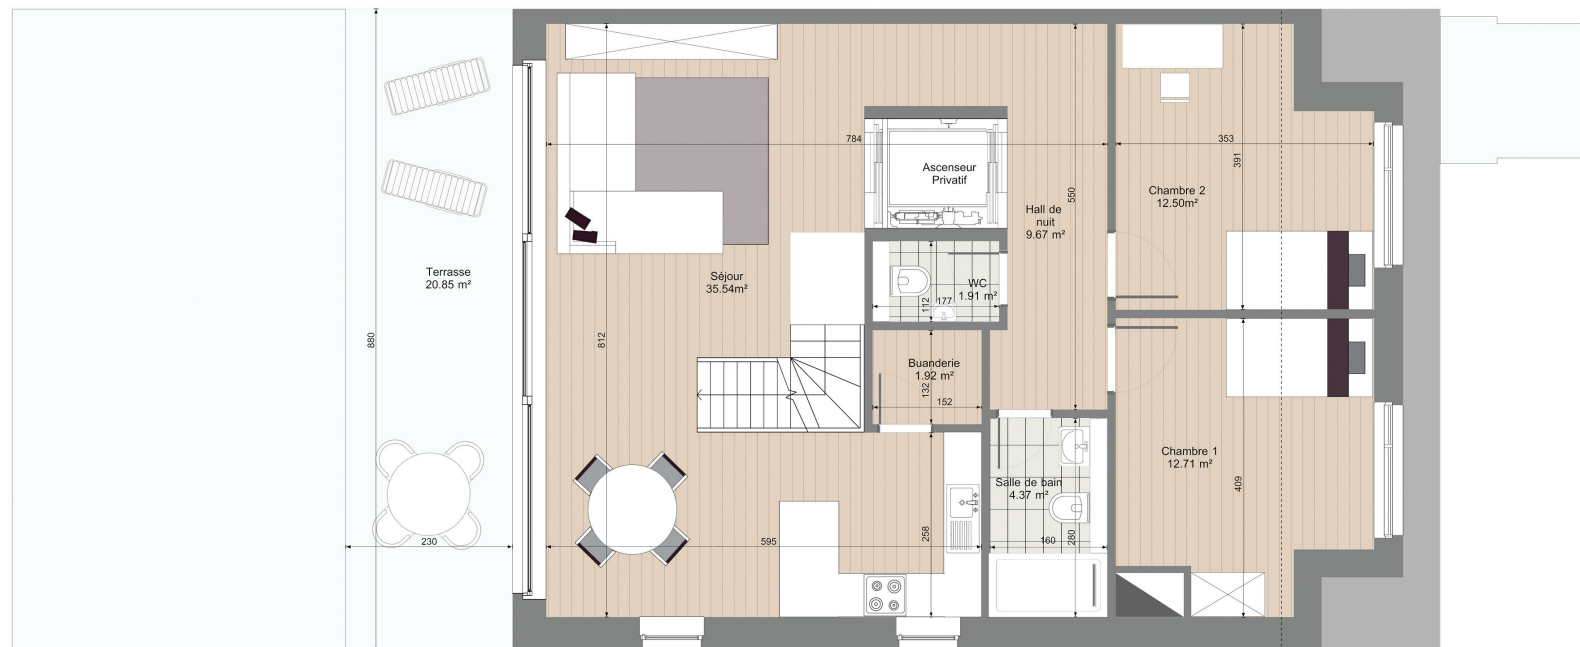 784
353
391
Ascenseur
Privatif
550
Chambre 2
12.50m²
Hall de
nuit
9.67 m²
Terrasse
20.85 m²
Séjour
35.54m²
WC
1.91 m²
112
177
880
812
Buanderie
1.92 m²
132
152
Chambre 1
12.71 m²
Salle de bain
4.37 m²
409
230
595
258
160
280